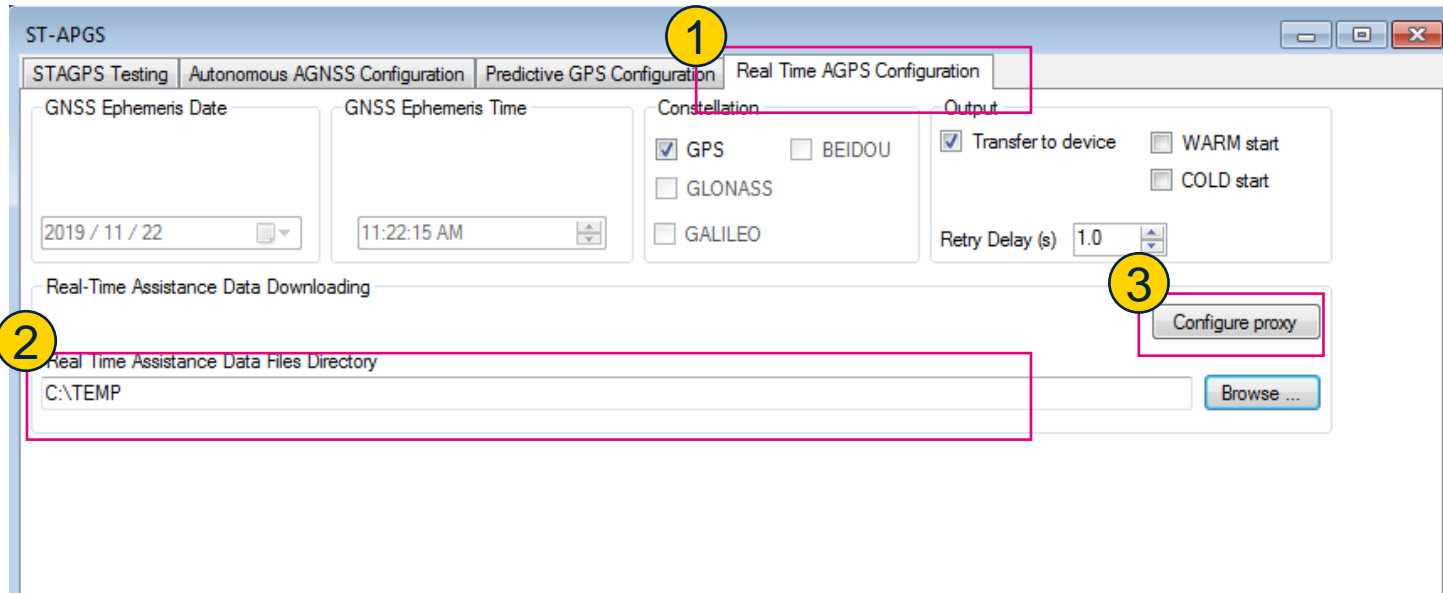 ST-APGS
1
STAGPS Testing Autonomous AGNSS Configuration Predictive GPS Configuration Real Time AGPS Configuration
GNSS Ephemeris Date GNSS Ephemeris Time Constellation Output
GPS BEIDOU Transfer to device WARM start
GLONASS COLD start
2019 / 11 / 22 11:22:15 AM GALILEO Retry Delay (s) 1.0
Real-Time Assistance Data Downloading
3
Configure proxy
2
Real Time Assistance Data Files Directory
C:\TEMP Browse ...